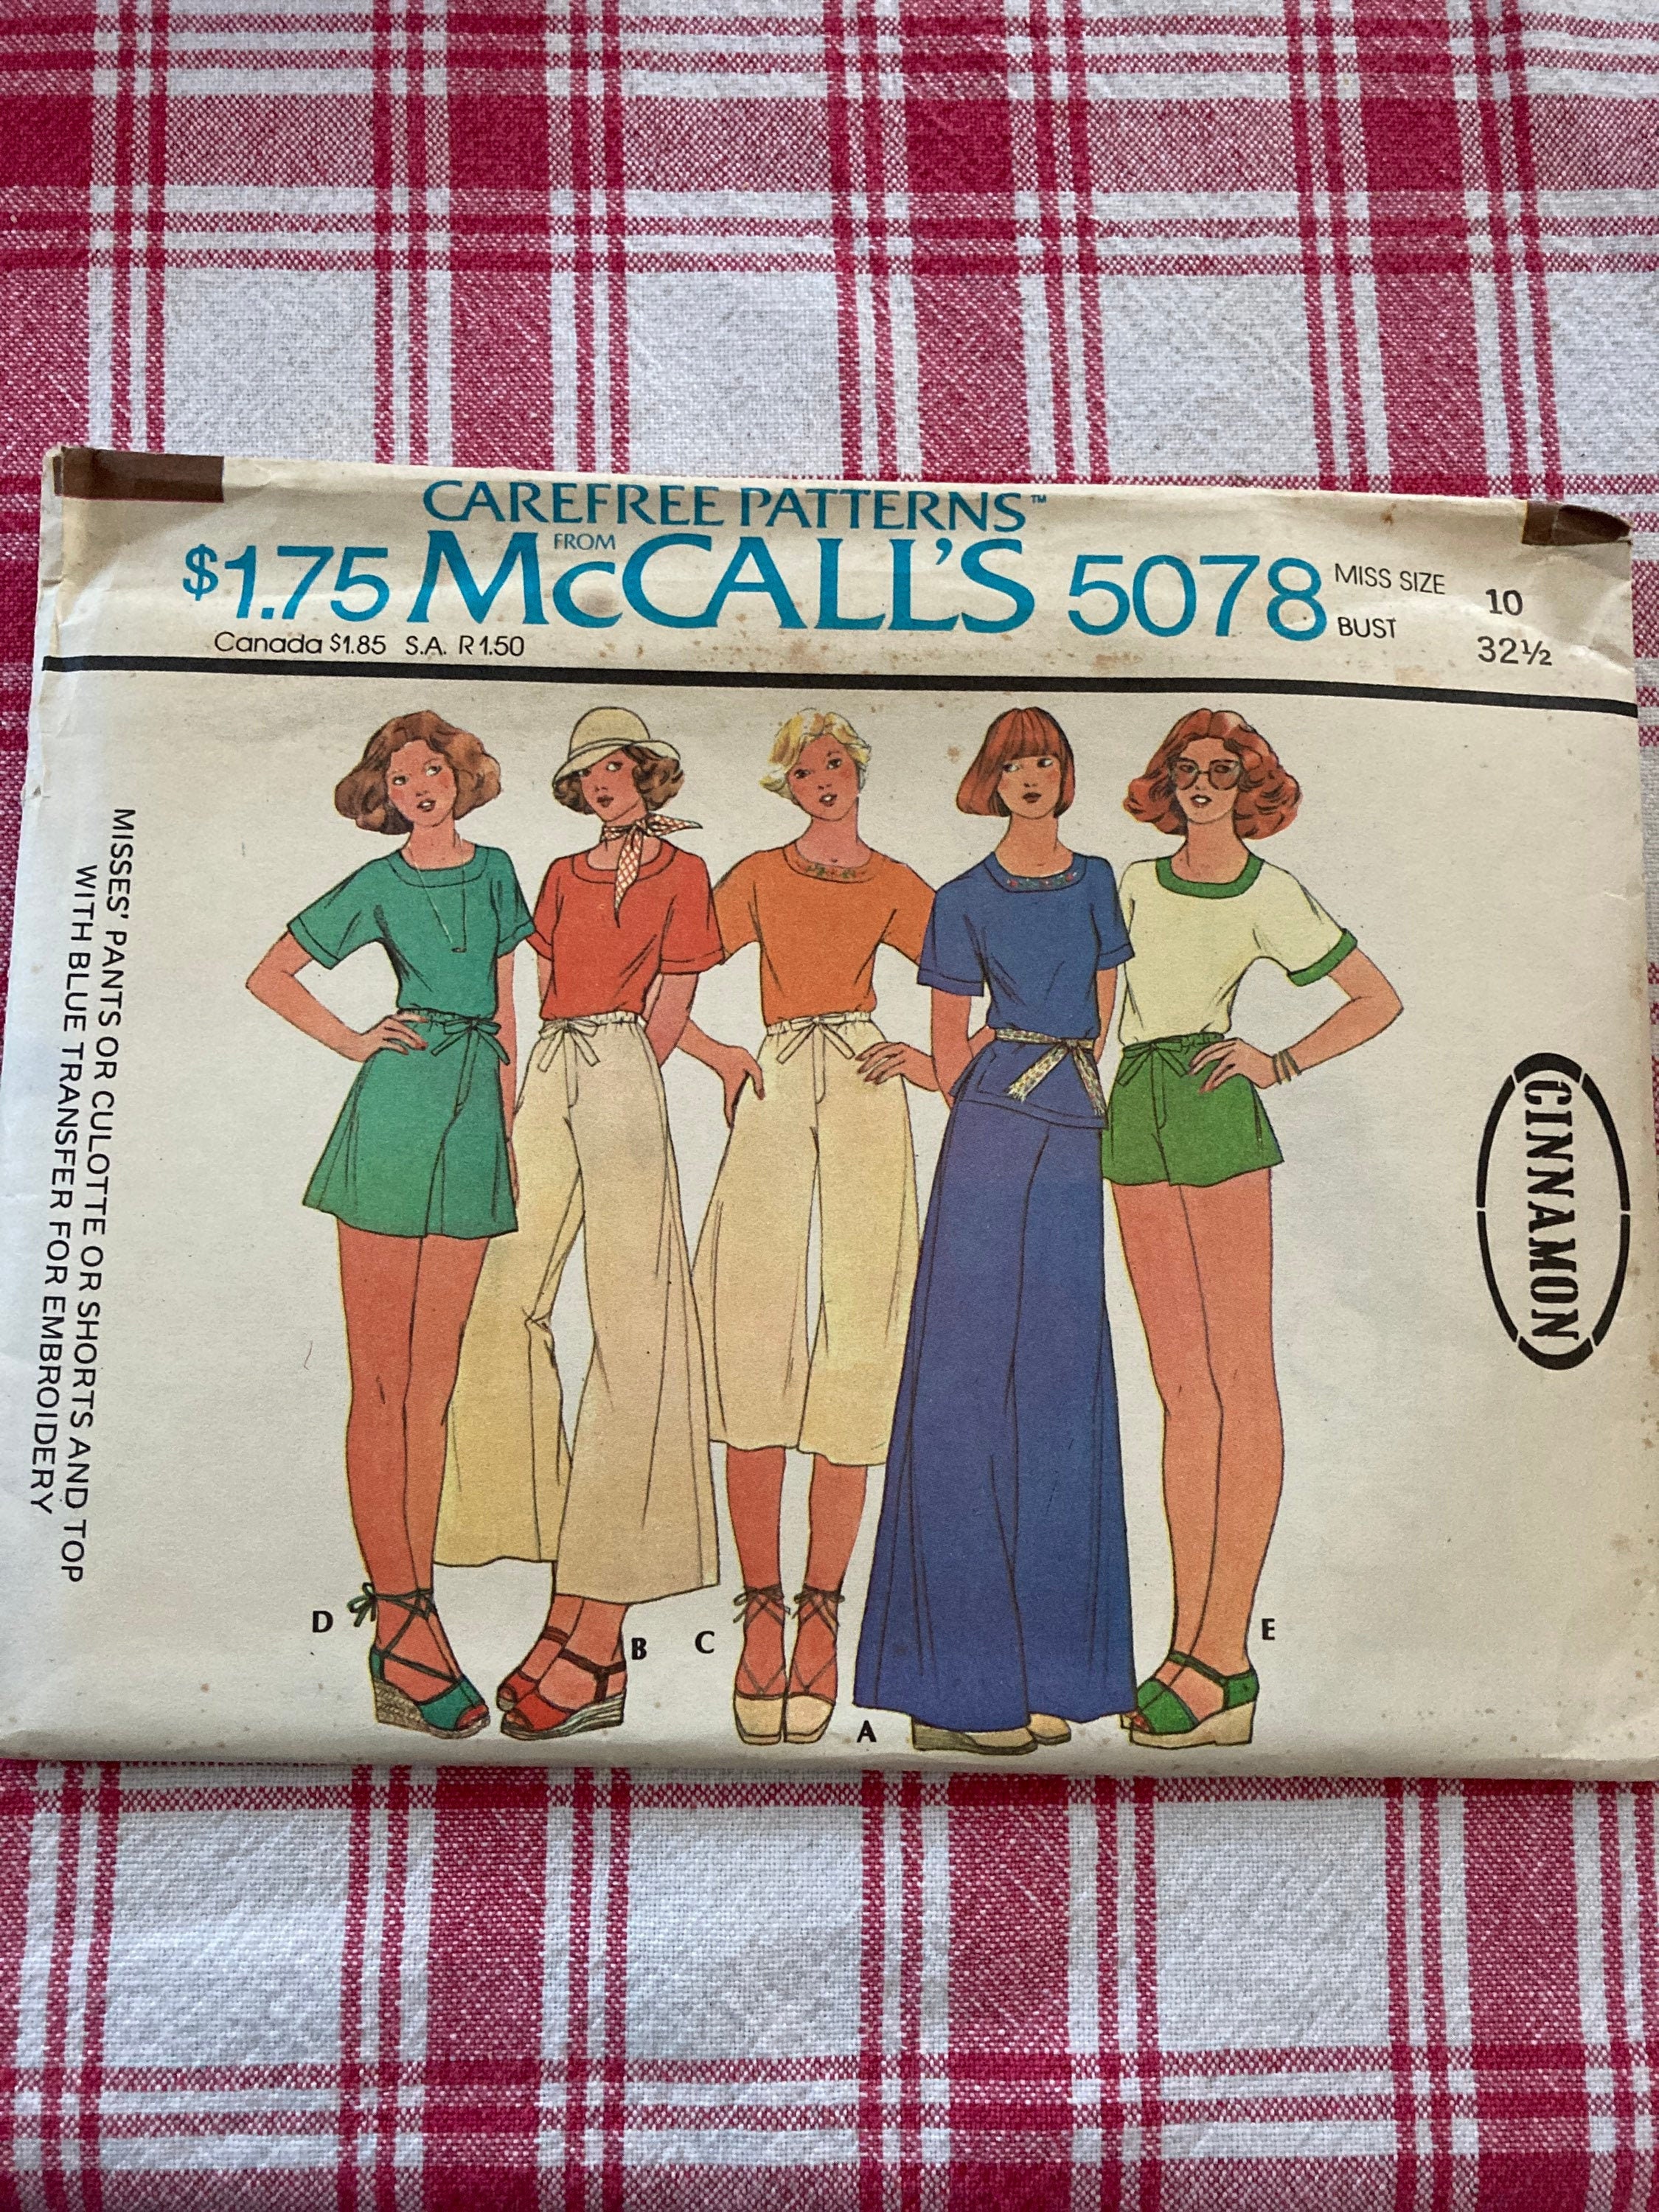 CAREFREE PATTERNS™
FROM
$1.75 McCALL'S 5078
MISS SIZE 10
BUST 32½
Canada $1.85 S.A. R1.50
MISSES' PANTS OR CULOTTE OR SHORTS AND TOP
WITH BLUE TRANSFER FOR EMBROIDERY
CINNAMON
D
B
C
A
E